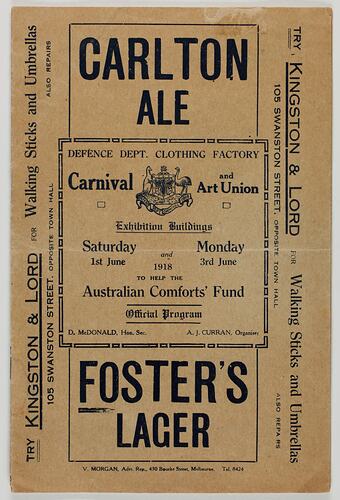 CARLTON
ALE
DEFENCE DEPT. CLOTHING FACTORY
Carnival and Art Union
Exhibition Buildings
Saturday and Monday
1st June 1918 3rd June
TO HELP THE
Australian Comforts' Fund
Official Program
D. McDONALD, Hon. Sec. A. J. CURRAN, Organiser
FOSTER'S
LAGER
V. MORGAN, Advt. Rep., 450 Bourke Street, Melbourne. Tel. 8424
TRY KINGSTON & LORD FOR Walking Sticks and Umbrellas
105 SWANSTON STREET, OPPOSITE TOWN HALL ALSO REPAIRS
TRY KINGSTON & LORD FOR Walking Sticks and Umbrellas
105 SWANSTON STREET, OPPOSITE TOWN HALL ALSO REPAIRS